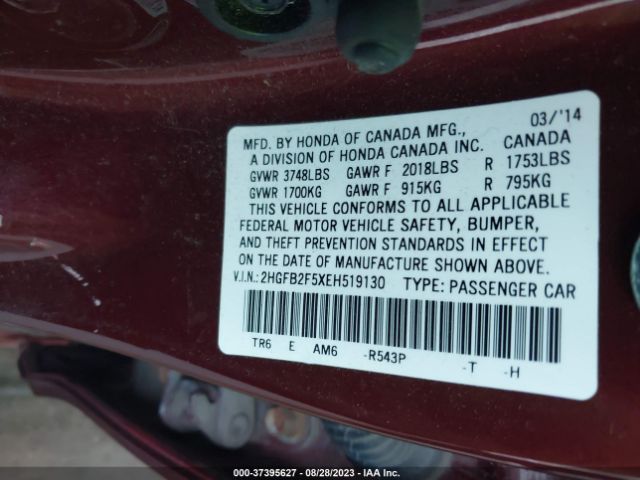 03/'14
MFD. BY HONDA OF CANADA MFG., CANADA
A DIVISION OF HONDA CANADA INC.
GVWR 3748LBS GAWR F 2018LBS R 1753LBS
GVWR 1700KG GAWR F 915KG R 795KG
THIS VEHICLE CONFORMS TO ALL APPLICABLE
FEDERAL MOTOR VEHICLE SAFETY, BUMPER,
AND THEFT PREVENTION STANDARDS IN EFFECT
ON THE DATE OF MANUFACTURE SHOWN ABOVE.
V.I.N.: 2HGFB2F5XEH519130 TYPE: PASSENGER CAR
TR6 E AM6 -R543P -T -H
000-37395627 - 08/28/2023 - IAA Inc.